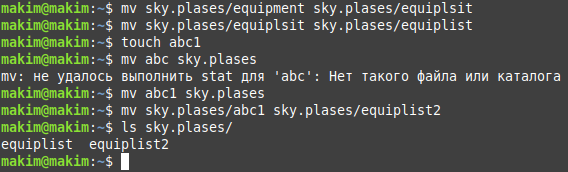 makim@makim:~$ mv sky.plases/equipment sky.plases/equiplsit
makim@makim:~$ mv sky.plases/equiplsit sky.plases/equiplist
makim@makim:~$ touch abc1
makim@makim:~$ mv abc sky.plases
mv: не удалось выполнить stat для 'abc': Нет такого файла или каталога
makim@makim:~$ mv abc1 sky.plases
makim@makim:~$ mv sky.plases/abc1 sky.plases/equiplist2
makim@makim:~$ ls sky.plases/
equiplist  equiplist2
makim@makim:~$